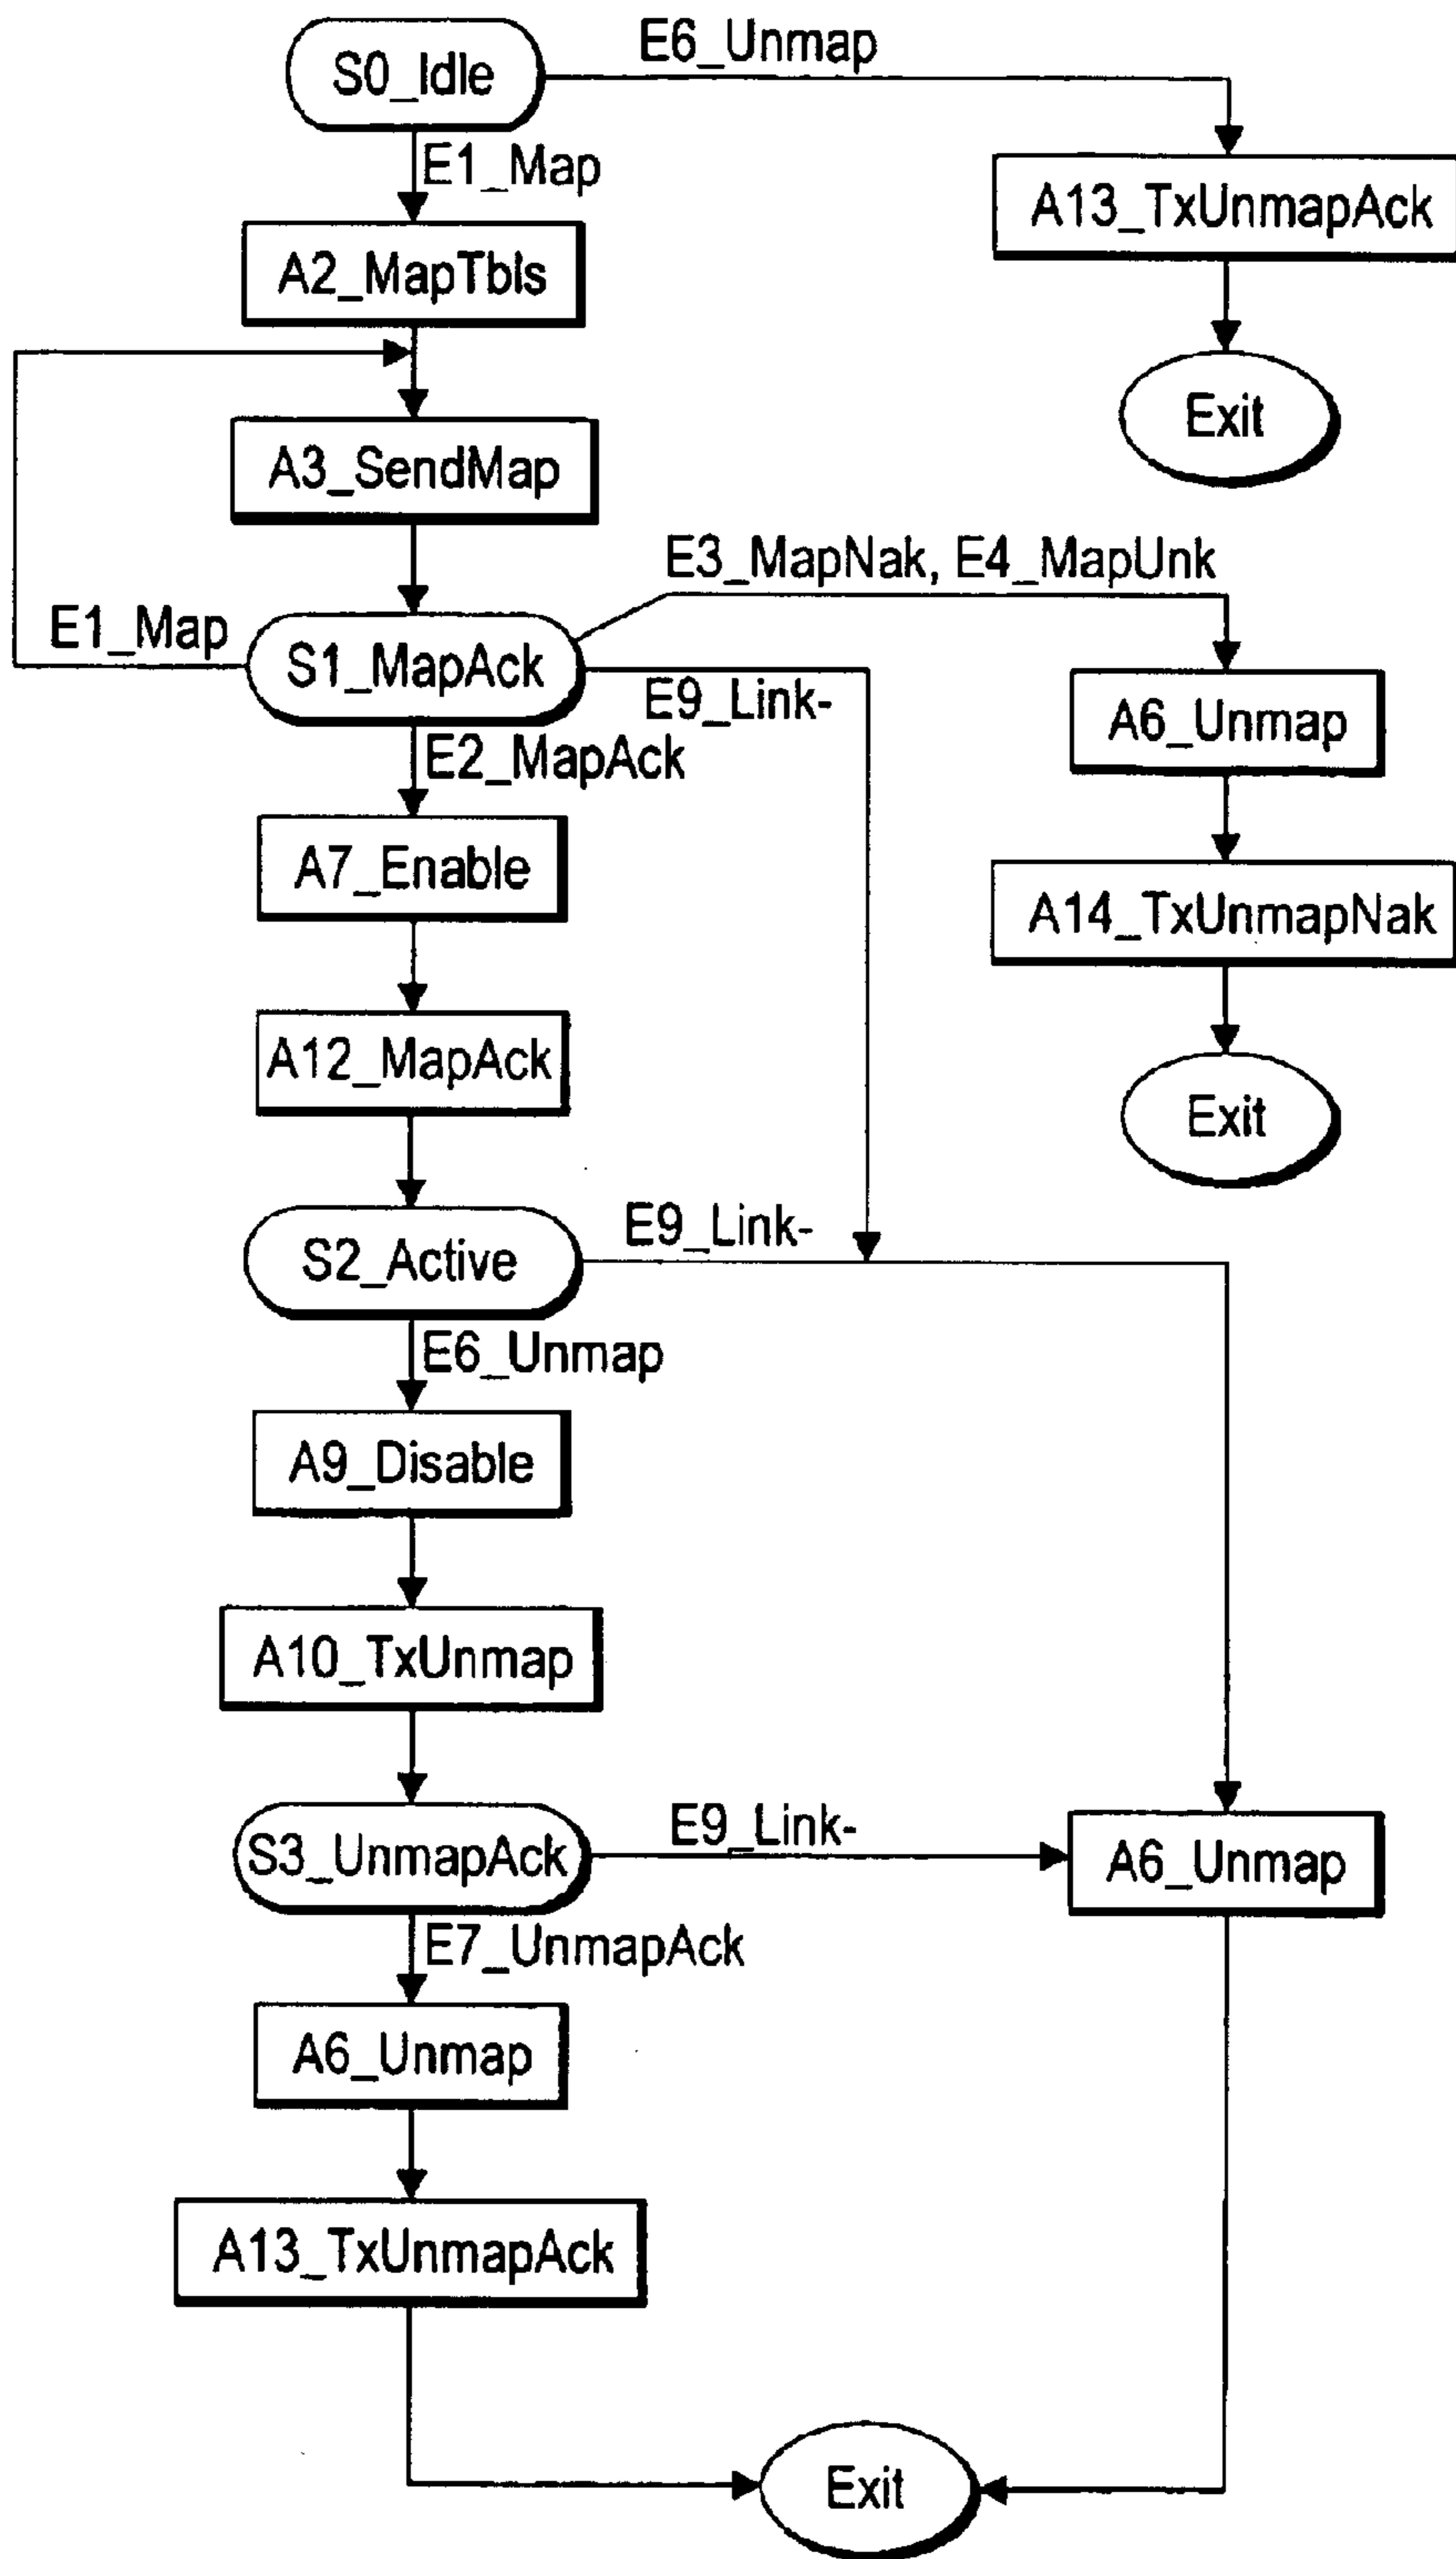 S0_Idle
E6_Unmap
E1_Map
A13_TxUnmapAck
A2_MapTbls
Exit
A3_SendMap
E3_MapNak, E4_MapUnk
E1_Map
S1_MapAck
E9_Link-
A6_Unmap
E2_MapAck
A7_Enable
A14_TxUnmapNak
A12_MapAck
Exit
S2_Active
E9_Link-
E6_Unmap
A9_Disable
A10_TxUnmap
S3_UnmapAck
E9_Link-
A6_Unmap
E7_UnmapAck
A6_Unmap
A13_TxUnmapAck
Exit